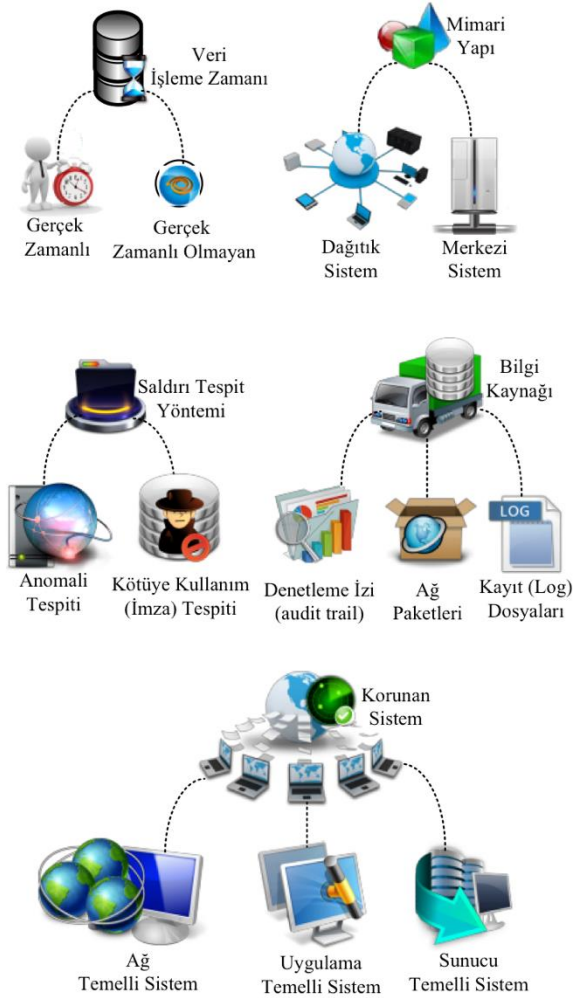 Veri
İşleme Zamanı
Gerçek
Zamanlı
Gerçek
Zamanlı Olmayan
Mimari
Yapı
Dağıtık
Sistem
Merkezi
Sistem
Saldırı Tespit
Yöntemi
Anomali
Tespiti
Kötüye Kullanım
(İmza) Tespiti
Bilgi
Kaynağı
Denetleme İzi
(audit trail)
Ağ
Paketleri
LOG
Kayıt (Log)
Dosyaları
Korunan
Sistem
Ağ
Temelli Sistem
Uygulama
Temelli Sistem
Sunucu
Temelli Sistem